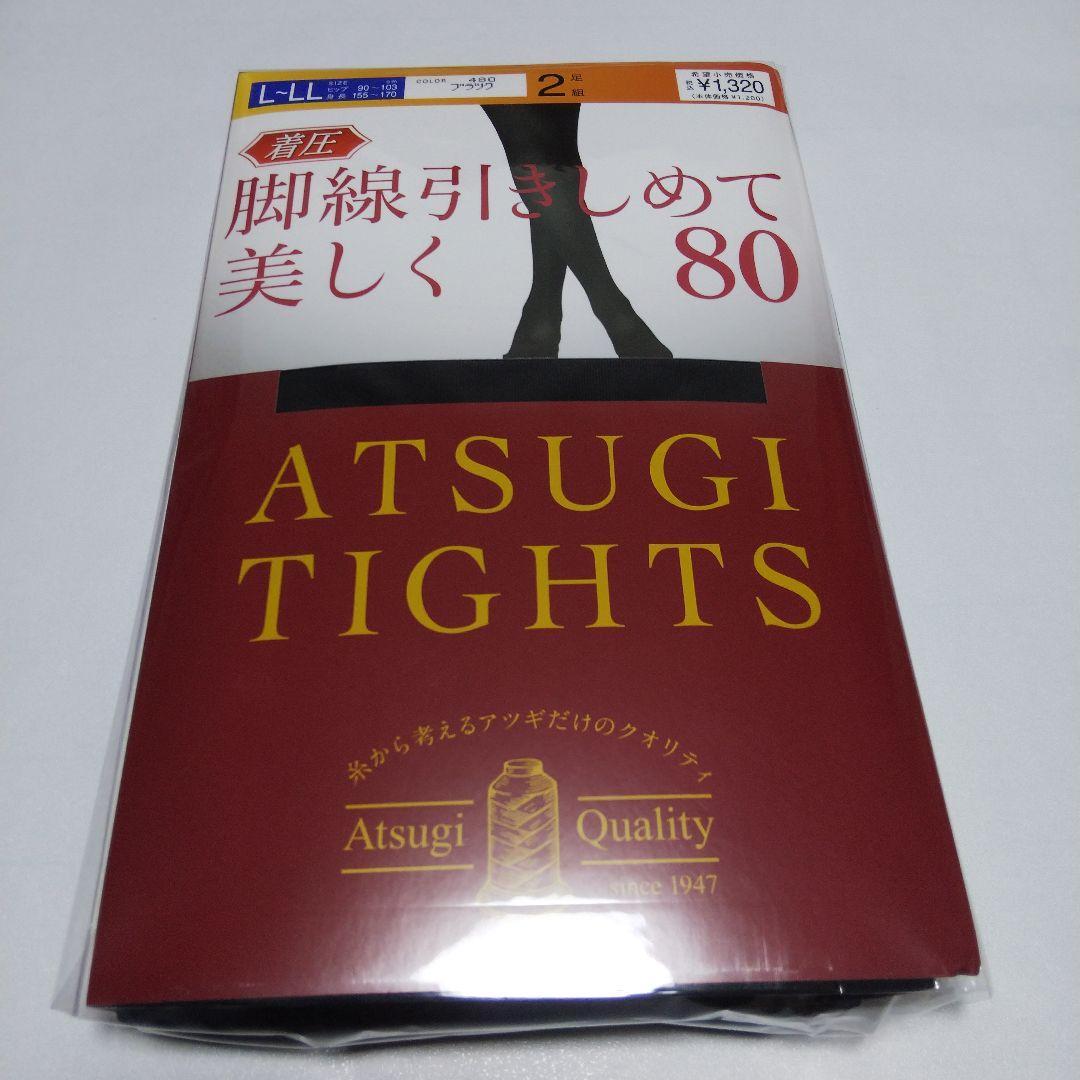 L~LL
SIZE cm
ヒップ 90~103
身長 155~170
COLOR 480
ブラック
2足組
希望小売価格
税込 ¥1,320
(本体価格¥1,200)
着圧
脚線引きしめて
美しく 80
ATSUGI
TIGHTS
糸から考えるアツギだけのクオリティ
Atsugi Quality
since 1947